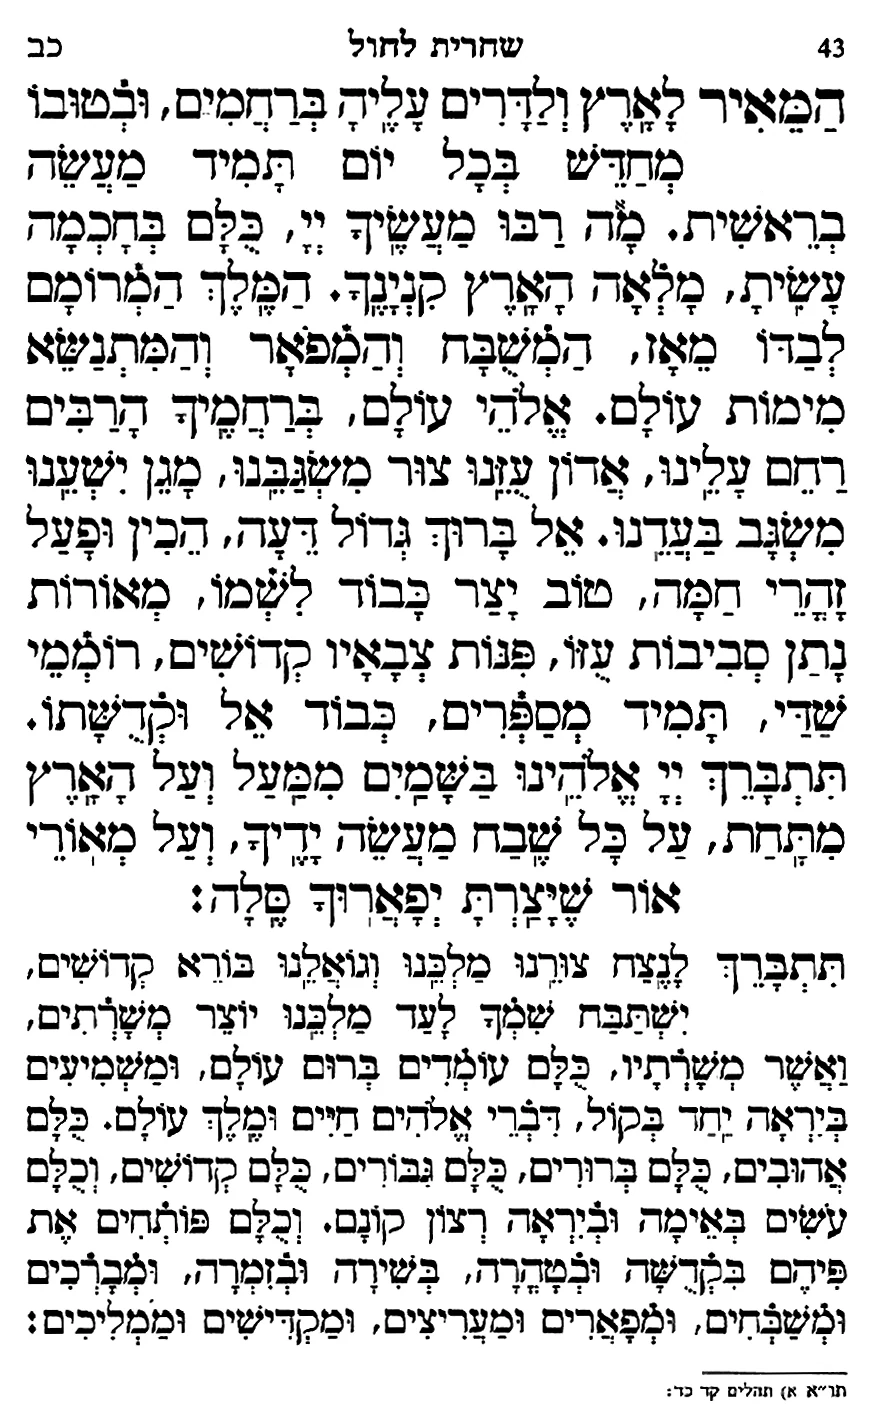 43 שחרית לחול כב
הַמֵּאִיר לָאָֽרֶץ וְלַדָּרִים עָלֶֽיהָ בְּרַחֲמִים, וּבְ֯טוּבוֹ
מְחַדֵּשׁ בְּכָל יוֹם תָּמִיד מַעֲשֵׂה
בְרֵאשִׁית. מָ֯ה א רַבּוּ מַעֲשֶֽׂיךָ יְיָ, כֻּלָּם בְּחָכְמָה
עָשִֽׂיתָ, מָלְ֯אָה הָאָֽרֶץ קִנְיָנֶֽךָ. הַמֶּֽלֶךְ הַמְ֯רוֹמָם
לְבַדּוֹ מֵאָז, הַמְ֯שֻׁבָּח וְהַמְ֯פֹאָר וְהַמִּתְנַשֵּׂא
מִימוֹת עוֹלָם. אֱלֹהֵי עוֹלָם, בְּרַחֲמֶֽיךָ הָרַבִּים
רַחֵם עָלֵֽינוּ, אֲדוֹן עֻזֵּֽנוּ צוּר מִשְׂגַּבֵּֽנוּ, מָגֵן יִשְׁעֵֽנוּ
מִשְׂגָּב בַּעֲדֵֽנוּ. אֵל בָּרוּךְ גְּדוֹל דֵּעָה, הֵכִין וּפָעַל
זָהֳרֵי חַמָּה, טוֹב יָצַר כָּבוֹד לִשְׁ֯מוֹ, מְאוֹרוֹת
נָתַן סְבִיבוֹת עֻזּוֹ, פִּנּוֹת צְבָאָיו קְדוֹשִׁים, רוֹמְ֯מֵי
שַׁדַּי, תָּמִיד מְסַפְּ֯רִים, כְּבוֹד אֵל וּקְ֯דֻשָּׁתוֹ.
תִּתְבָּרֵךְ יְיָ אֱלֹהֵֽינוּ בַּשָּׁמַֽיִם מִמַּֽעַל וְעַל הָאָֽרֶץ
מִתָּֽחַת, עַל כָּל שֶֽׁבַח מַעֲשֵׂה יָדֶֽיךָ, וְעַל מְאֽוֹרֵי
אוֹר שֶׁיָּצַֽרְתָּ יְפָאֲרֽוּךָ סֶּֽלָה:
תִּתְבָּרֵךְ לָנֶֽצַח צוּרֵֽנוּ מַלְכֵּֽנוּ וְגוֹאֲלֵֽנוּ בּוֹרֵא קְדוֹשִׁים,
יִשְׁתַּבַּח שִׁמְ֯ךָ לָעַד מַלְכֵּֽנוּ יוֹצֵר מְשָׁרְ֯תִים,
וַאֲשֶׁר מְשָׁרְ֯תָיו, כֻּלָּם עוֹמְ֯דִים בְּרוּם עוֹלָם, וּמַשְׁמִיעִים
בְּיִרְאָה יַֽחַד בְּקוֹל, דִּבְ֯רֵי אֱלֹהִים חַיִּים וּמֶֽלֶךְ עוֹלָם. כֻּלָּם
אֲהוּבִים, כֻּלָּם בְּרוּרִים, כֻּלָּם גִּבּוֹרִים, כֻּלָּם קְדוֹשִׁים, וְכֻלָּם
עֹשִׂים בְּאֵימָה וּבְ֯יִרְאָה רְצוֹן קוֹנָם. וְכֻלָּם פּוֹתְ֯חִים אֶת
פִּיהֶם בִּקְ֯דֻשָּׁה וּבְ֯טָהֳרָה, בְּשִׁירָה וּבְ֯זִמְרָה, וּמְ֯בָרְ֯כִים
וּמְ֯שַׁבְּ֯חִים, וּמְ֯פָאֲרִים וּמַעֲרִיצִים, וּמַקְדִּישִׁים וּמַמְלִיכִים:
תו״א א) תהלים קד כד: